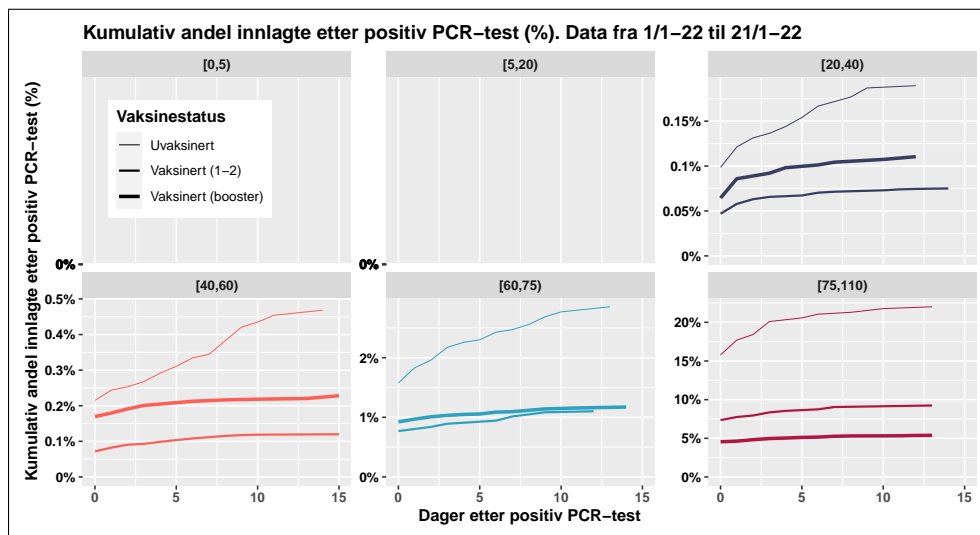 Kumulativ andel innlagte etter positiv PCR−test (%). Data fra 1/1−22 til 21/1−22
Kumulativ andel innlagte etter positiv PCR−test (%)
[0,5)
[5,20)
[20,40)
Vaksinestatus
Uvaksinert
Vaksinert (1−2)
Vaksinert (booster)
0%
0%
0.15%
0.1%
0.05%
0%
[40,60)
[60,75)
[75,110)
0.5%
0.4%
0.3%
0.2%
0.1%
0%
2%
1%
0%
20%
15%
10%
5%
0%
0 5 10 15
0 5 10 15
0 5 10 15
Dager etter positiv PCR−test